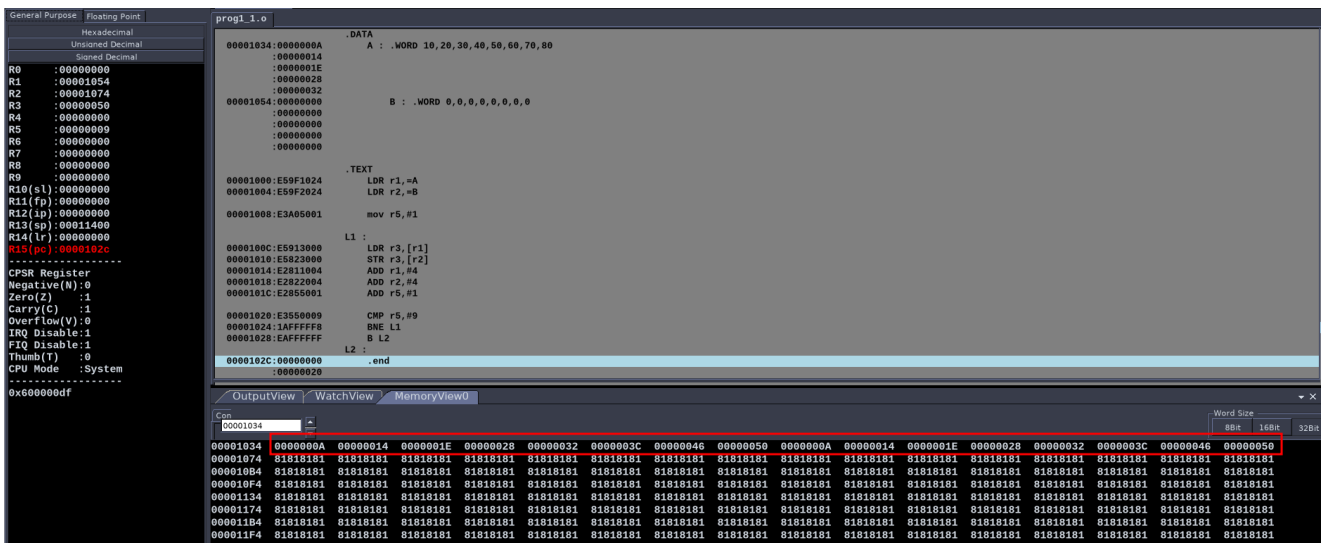 General Purpose Floating Point
Hexadecimal
Unsigned Decimal
Signed Decimal
R0 :00000000
R1 :00001054
R2 :00001074
R3 :00000050
R4 :00000000
R5 :00000009
R6 :00000000
R7 :00000000
R8 :00000000
R9 :00000000
R10(sl):00000000
R11(fp):00000000
R12(ip):00000000
R13(sp):00011400
R14(lr):00000000
R15(pc):0000102c
------------------
CPSR Register
Negative(N):0
Zero(Z) :1
Carry(C) :1
Overflow(V):0
IRQ Disable:1
FIQ Disable:1
Thumb(T) :0
CPU Mode :System
------------------
0x600000df
prog1_1.o
.DATA
00001034:0000000A A : .WORD 10,20,30,40,50,60,70,80
:00000014
:0000001E
:00000028
:00000032
00001054:00000000 B : .WORD 0,0,0,0,0,0,0,0
:00000000
:00000000
:00000000
:00000000
.TEXT
00001000:E59F1024 LDR r1,=A
00001004:E59F2024 LDR r2,=B
00001008:E3A05001 mov r5,#1
L1 :
0000100C:E5913000 LDR r3,[r1]
00001010:E5823000 STR r3,[r2]
00001014:E2811004 ADD r1,#4
00001018:E2822004 ADD r2,#4
0000101C:E2855001 ADD r5,#1
00001020:E3550009 CMP r5,#9
00001024:1AFFFFF8 BNE L1
00001028:EAFFFFFF B L2
L2 :
0000102C:00000000 .end
:00000020
OutputView WatchView MemoryView0
Con
00001034
Word Size
8Bit 16Bit 32Bit
00001034 0000000A 00000014 0000001E 00000028 00000032 0000003C 00000046 00000050 0000000A 00000014 0000001E 00000028 00000032 0000003C 00000046 00000050
00001074 81818181 81818181 81818181 81818181 81818181 81818181 81818181 81818181 81818181 81818181 81818181 81818181 81818181 81818181 81818181 81818181
000010B4 81818181 81818181 81818181 81818181 81818181 81818181 81818181 81818181 81818181 81818181 81818181 81818181 81818181 81818181 81818181 81818181
000010F4 81818181 81818181 81818181 81818181 81818181 81818181 81818181 81818181 81818181 81818181 81818181 81818181 81818181 81818181 81818181 81818181
00001134 81818181 81818181 81818181 81818181 81818181 81818181 81818181 81818181 81818181 81818181 81818181 81818181 81818181 81818181 81818181 81818181
00001174 81818181 81818181 81818181 81818181 81818181 81818181 81818181 81818181 81818181 81818181 81818181 81818181 81818181 81818181 81818181 81818181
000011B4 81818181 81818181 81818181 81818181 81818181 81818181 81818181 81818181 81818181 81818181 81818181 81818181 81818181 81818181 81818181 81818181
000011F4 81818181 81818181 81818181 81818181 81818181 81818181 81818181 81818181 81818181 81818181 81818181 81818181 81818181 81818181 81818181 81818181